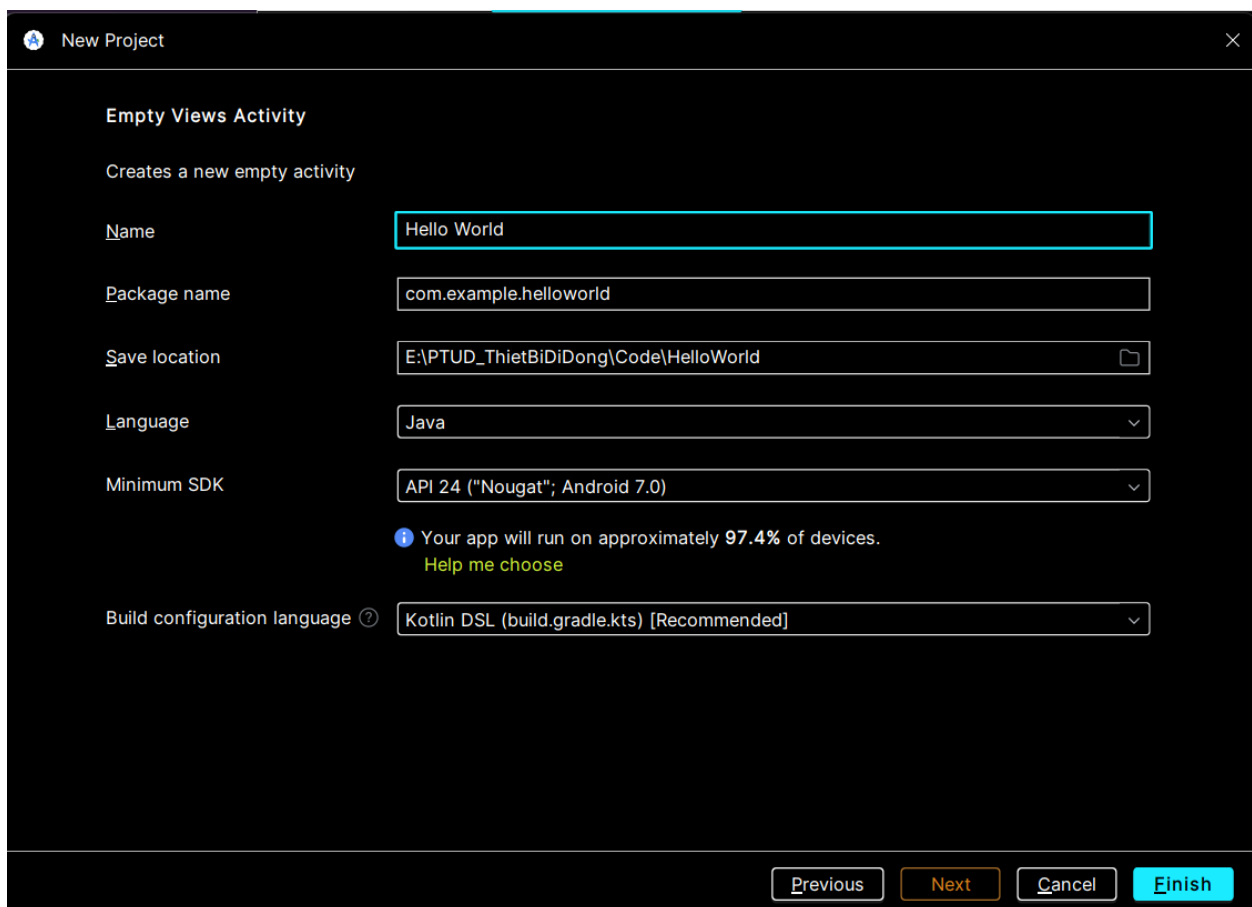 New Project
Empty Views Activity
Creates a new empty activity
Name
Hello World
Package name
com.example.helloworld
Save location
E:\PTUD_ThietBiDiDong\Code\HelloWorld
Language
Java
Minimum SDK
API 24 ("Nougat"; Android 7.0)
Your app will run on approximately 97.4% of devices.
Help me choose
Build configuration language
Kotlin DSL (build.gradle.kts) [Recommended]
Previous
Next
Cancel
Finish